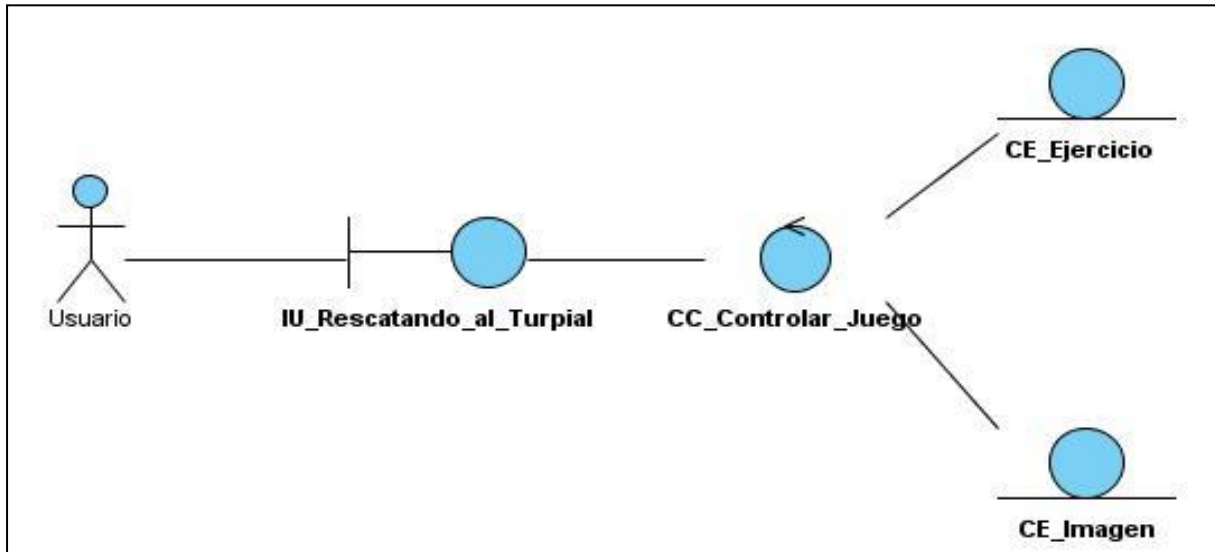 CE_Ejercicio
Usuario
IU_Rescatando_al_Turpial
CC_Controlar_Juego
CE_Imagen